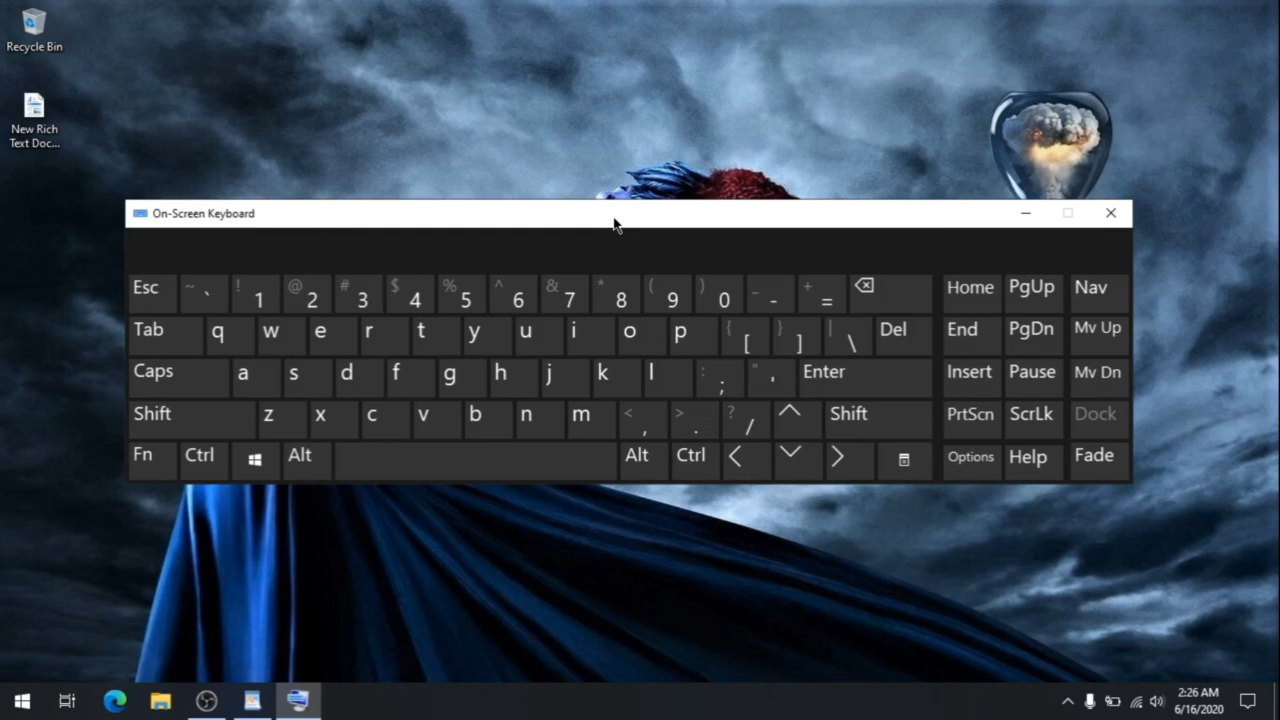 Recycle Bin
New Rich
Text Doc...
On-Screen Keyboard
Esc ~ ` ! 1 @ 2 # 3 $ 4 % 5 ^ 6 & 7 * 8 ( 9 ) 0 _ - + = Home PgUp Nav
Tab q w e r t y u i o p { [ } ] | \ Del End PgDn Mv Up
Caps a s d f g h j k l : ; " ' Enter Insert Pause Mv Dn
Shift z x c v b n m < , > . ? / Shift PrtScn ScrLk Dock
Fn Ctrl Alt Alt Ctrl Options Help Fade
2:26 AM
6/16/2020